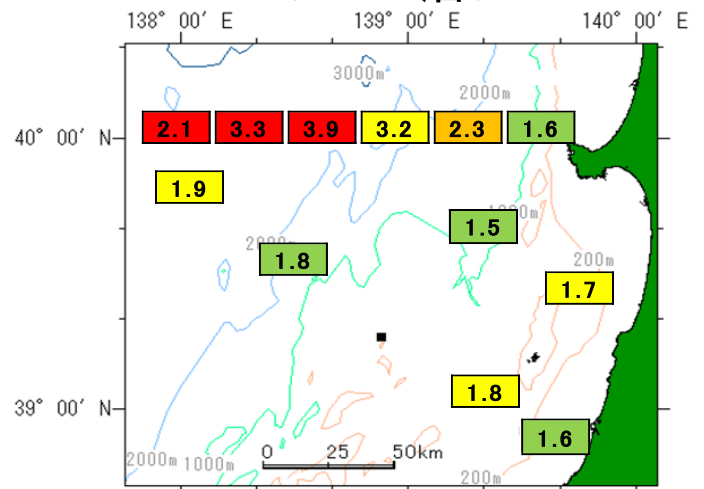 138° 00′ E
139° 00′ E
140° 00′ E
3000m
2000m
40° 00′ N
2.1
3.3
3.9
3.2
2.3
1.6
1.9
1.5
1.8
200m
1.7
1.8
39° 00′ N
1.6
0 25 50km
2000m
1000m
200m